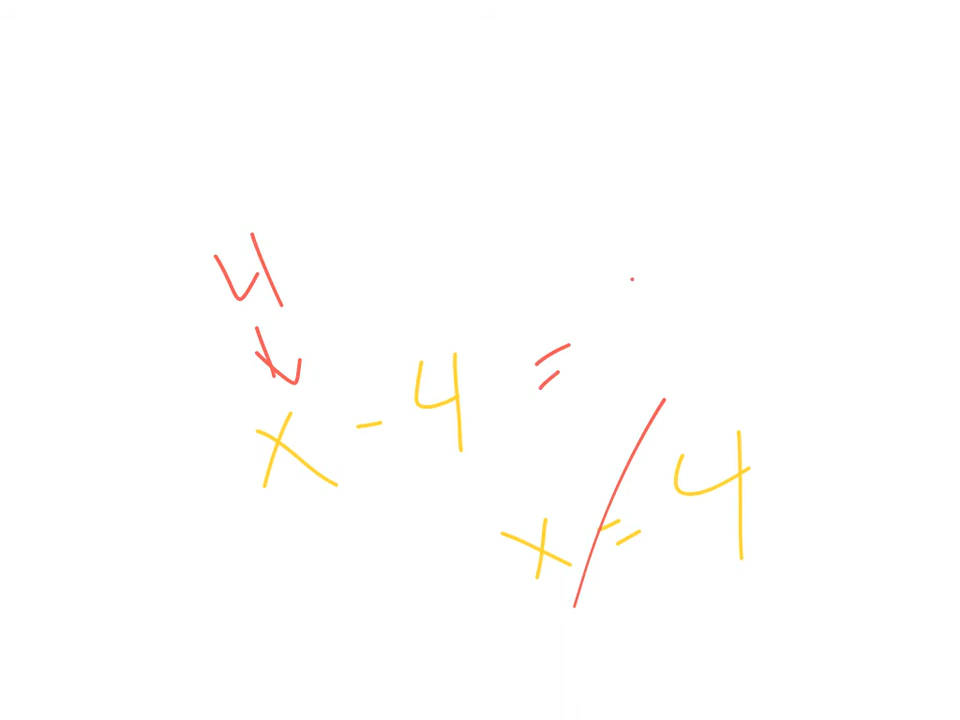 4
x - 4 =
x ≠ 4